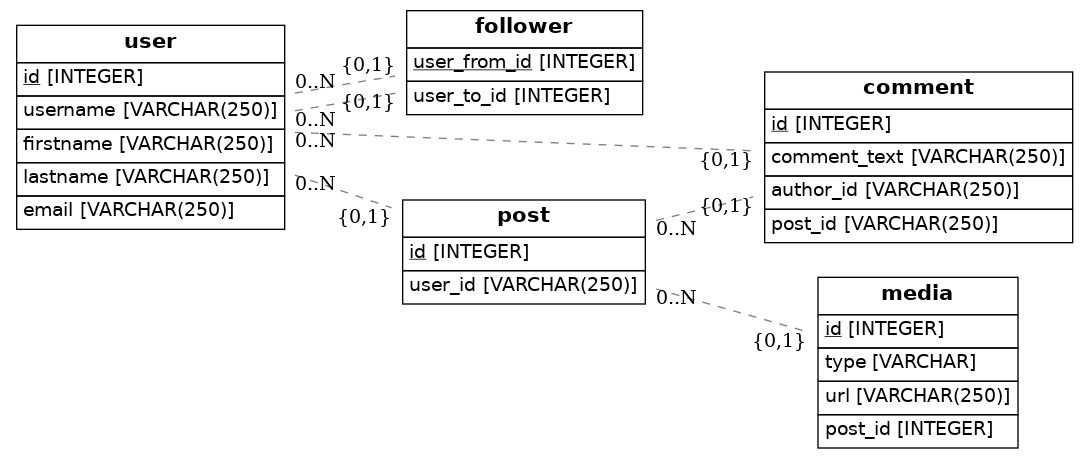 user
id [INTEGER]
username [VARCHAR(250)]
firstname [VARCHAR(250)]
lastname [VARCHAR(250)]
email [VARCHAR(250)]
0..N
{0,1}
0..N
{0,1}
0..N
{0,1}
0..N
{0,1}
follower
user_from_id [INTEGER]
user_to_id [INTEGER]
post
id [INTEGER]
user_id [VARCHAR(250)]
0..N
{0,1}
0..N
{0,1}
comment
id [INTEGER]
comment_text [VARCHAR(250)]
author_id [VARCHAR(250)]
post_id [VARCHAR(250)]
media
id [INTEGER]
type [VARCHAR]
url [VARCHAR(250)]
post_id [INTEGER]